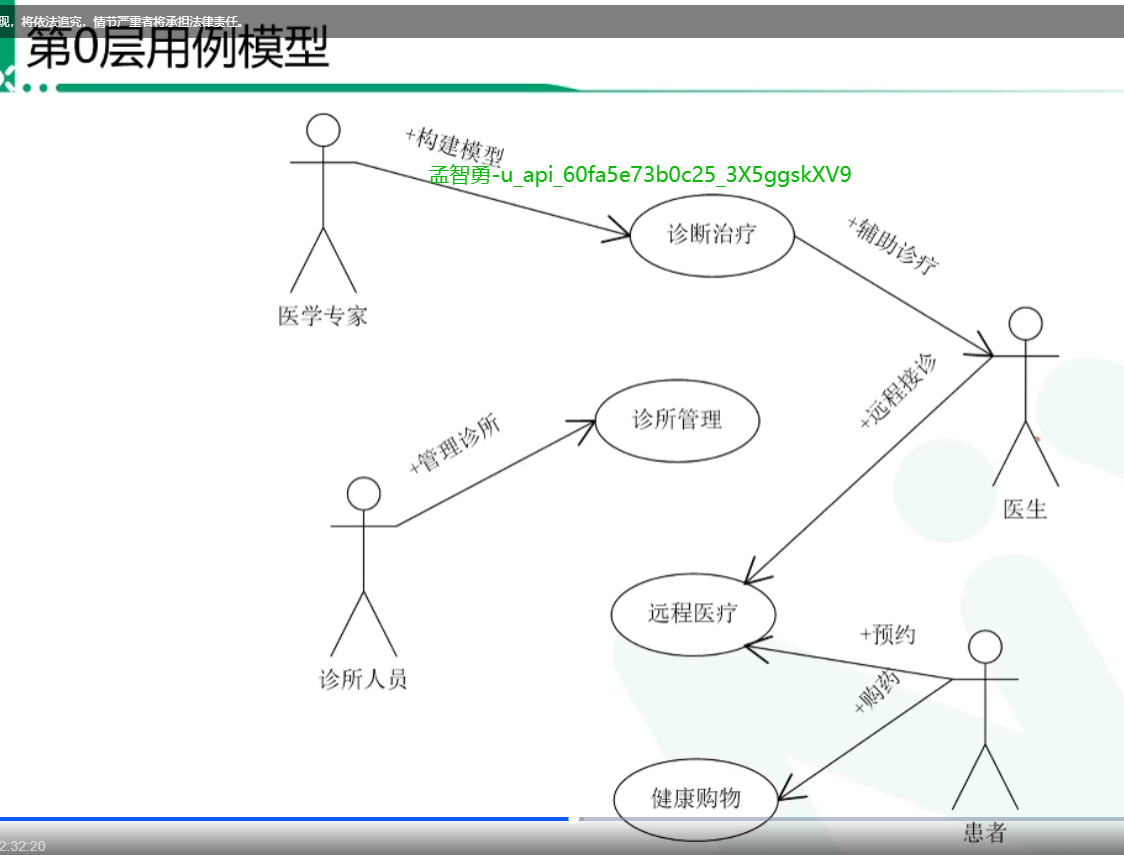 现，将依法追究，情节严重者将承担法律责任。
第0层用例模型
+构建模型
孟智勇-u_api_60fa5e73b0c25_3X5ggskXV9
诊断治疗
+辅助诊疗
医学专家
+远程接诊
诊所管理
+管理诊所
医生
远程医疗
+预约
诊所人员
+购药
健康购物
患者
2:32:20